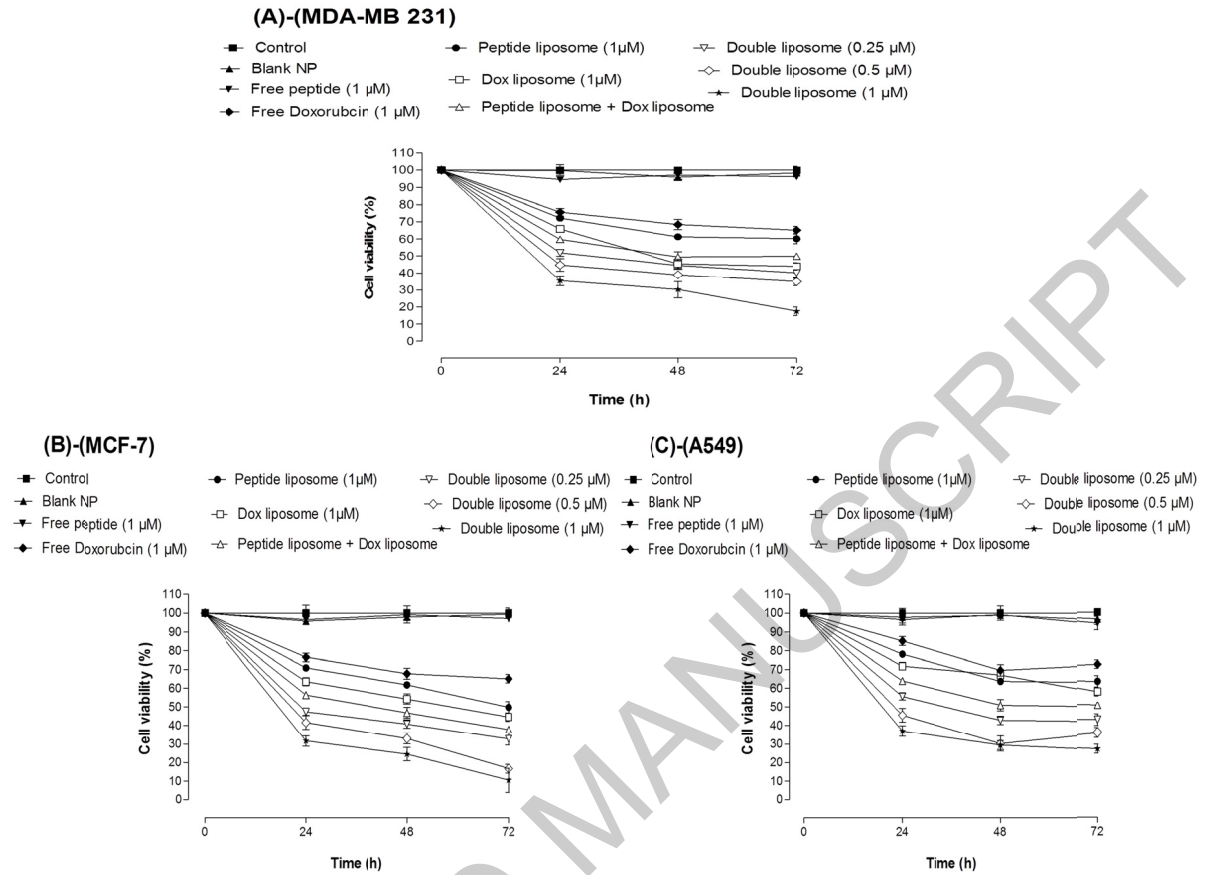 (A)-(MDA-MB 231)
Control
Blank NP
Free peptide (1 µM)
Free Doxorubcin (1 µM)
Peptide liposome (1µM)
Dox liposome (1µM)
Peptide liposome + Dox liposome
Double liposome (0.25 µM)
Double liposome (0.5 µM)
Double liposome (1 µM)
Cell viability (%)
110
100
90
80
70
60
50
40
30
20
10
0
0 24 48 72
Time (h)
(B)-(MCF-7)
Control
Blank NP
Free peptide (1 µM)
Free Doxorubcin (1 µM)
Peptide liposome (1µM)
Dox liposome (1µM)
Peptide liposome + Dox liposome
Double liposome (0.25 µM)
Double liposome (0.5 µM)
Double liposome (1 µM)
Cell viability (%)
110
100
90
80
70
60
50
40
30
20
10
0
0 24 48 72
Time (h)
(C)-(A549)
Control
Blank NP
Free peptide (1 µM)
Free Doxorubcin (1 µM)
Peptide liposome (1µM)
Dox liposome (1µM)
Peptide liposome + Dox liposome
Double liposome (0.25 µM)
Double liposome (0.5 µM)
Double liposome (1 µM)
Cell viability (%)
110
100
90
80
70
60
50
40
30
20
10
0
0 24 48 72
Time (h)
MANUSCRIPT